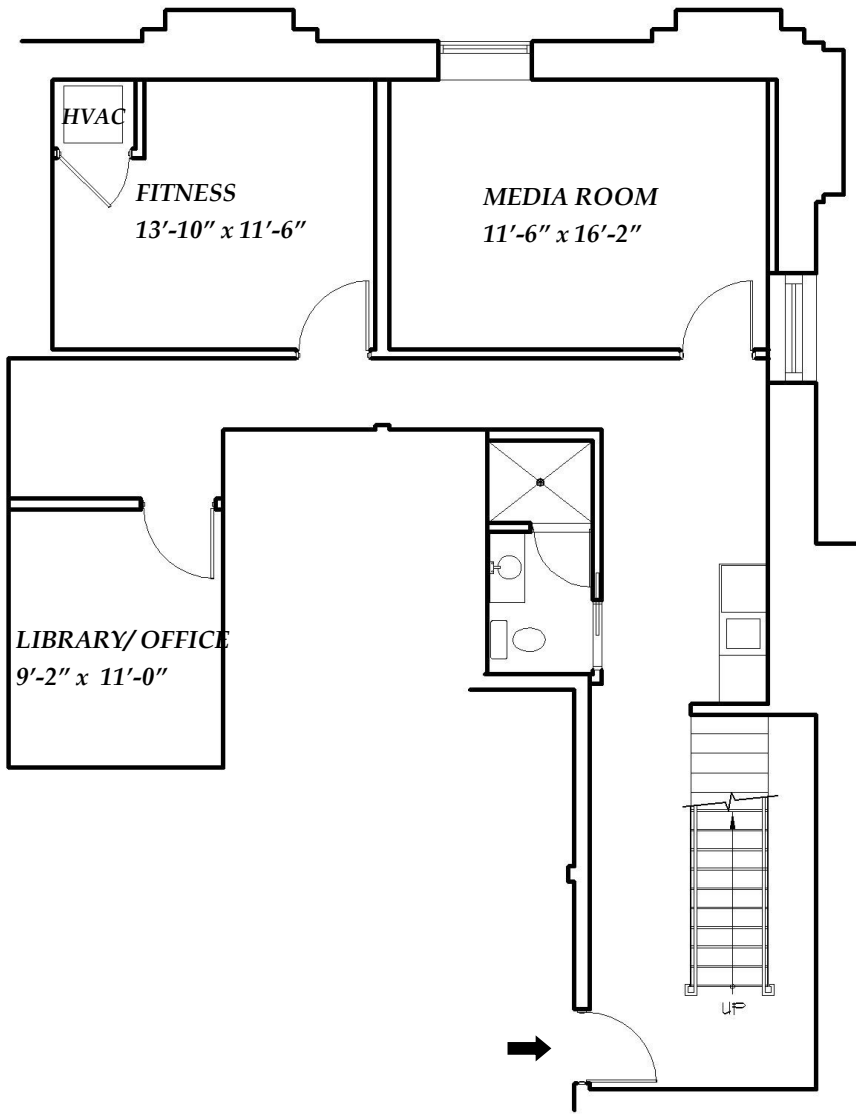 HVAC
FITNESS
13’-10” x 11’-6”
MEDIA ROOM
11’-6” x 16’-2”
LIBRARY/ OFFICE
9’-2” x 11’-0”
UP